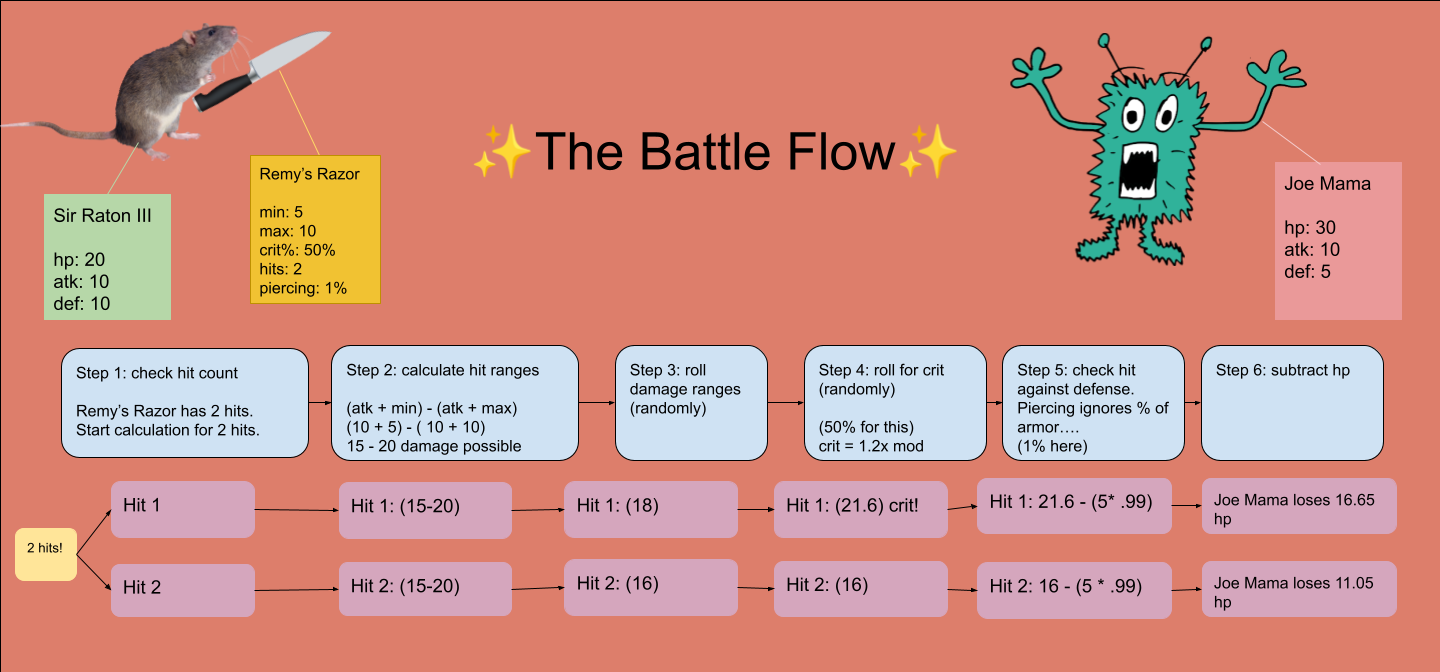 ✨The Battle Flow✨
Sir Raton III
hp: 20
atk: 10
def: 10
Remy’s Razor
min: 5
max: 10
crit%: 50%
hits: 2
piercing: 1%
Joe Mama
hp: 30
atk: 10
def: 5
Step 1: check hit count
Remy’s Razor has 2 hits.
Start calculation for 2 hits.
Step 2: calculate hit ranges
(atk + min) - (atk + max)
(10 + 5) - ( 10 + 10)
15 - 20 damage possible
Step 3: roll
damage ranges
(randomly)
Step 4: roll for crit
(randomly)
(50% for this)
crit = 1.2x mod
Step 5: check hit
against defense.
Piercing ignores % of
armor….
(1% here)
Step 6: subtract hp
2 hits!
Hit 1
Hit 1: (15-20)
Hit 1: (18)
Hit 1: (21.6) crit!
Hit 1: 21.6 - (5* .99)
Joe Mama loses 16.65
hp
Hit 2
Hit 2: (15-20)
Hit 2: (16)
Hit 2: (16)
Hit 2: 16 - (5 * .99)
Joe Mama loses 11.05
hp